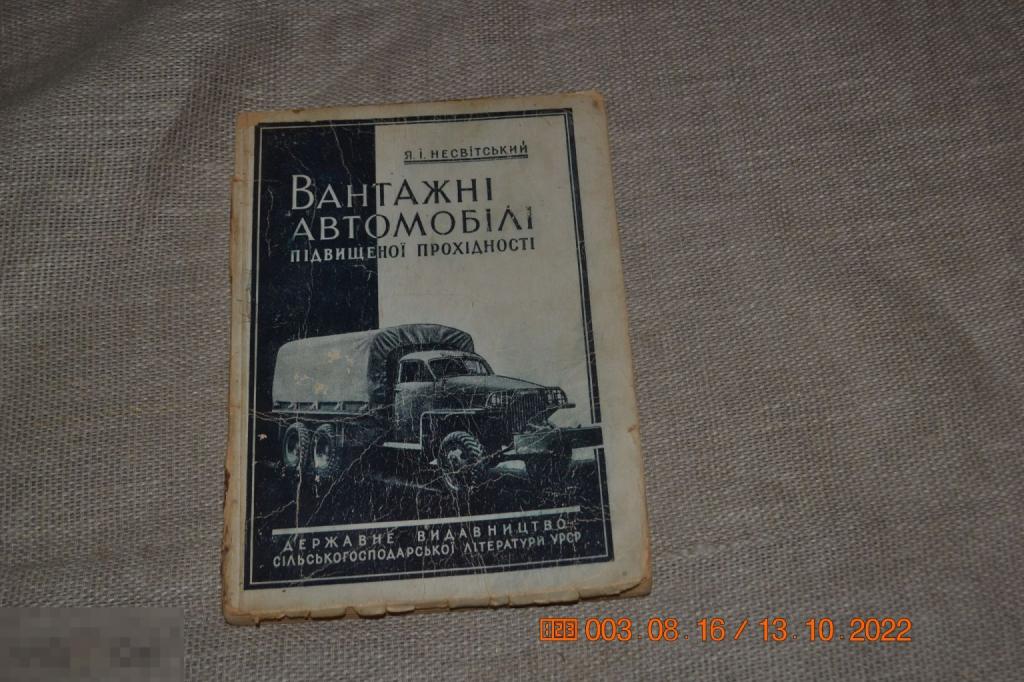 Я. І. НЕСВІТСЬКИЙ
ВАНТАЖНІ
АВТОМОБІЛІ
ПІДВИЩЕНОЇ ПРОХІДНОСТІ
ДЕРЖАВНЕ ВИДАВНИЦТВО
СІЛЬСЬКОГОСПОДАРСЬКОЇ ЛІТЕРАТУРИ УРСР
003.08.16 / 13.10.2022